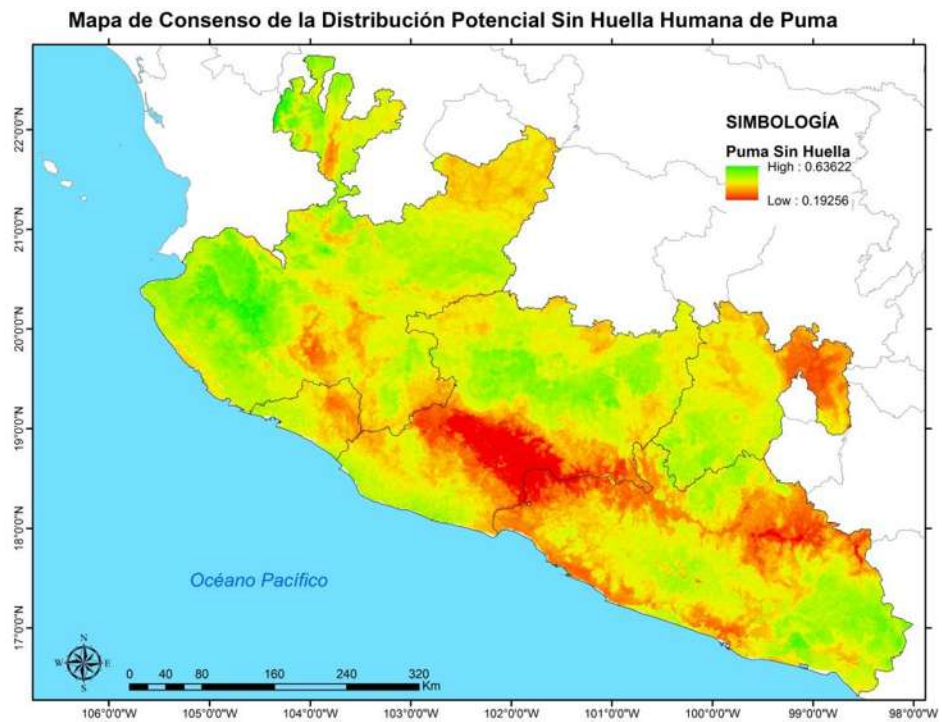 Mapa de Consenso de la Distribución Potencial Sin Huella Humana de Puma
SIMBOLOGÍA
Puma Sin Huella
High : 0.63622
Low : 0.19256
22°0'0"N
21°0'0"N
20°0'0"N
19°0'0"N
18°0'0"N
17°0'0"N
Océano Pacífico
N
W E
S
0 40 80 160 240 320
Km
106°0'0"W 105°0'0"W 104°0'0"W 103°0'0"W 102°0'0"W 101°0'0"W 100°0'0"W 99°0'0"W 98°0'0"W